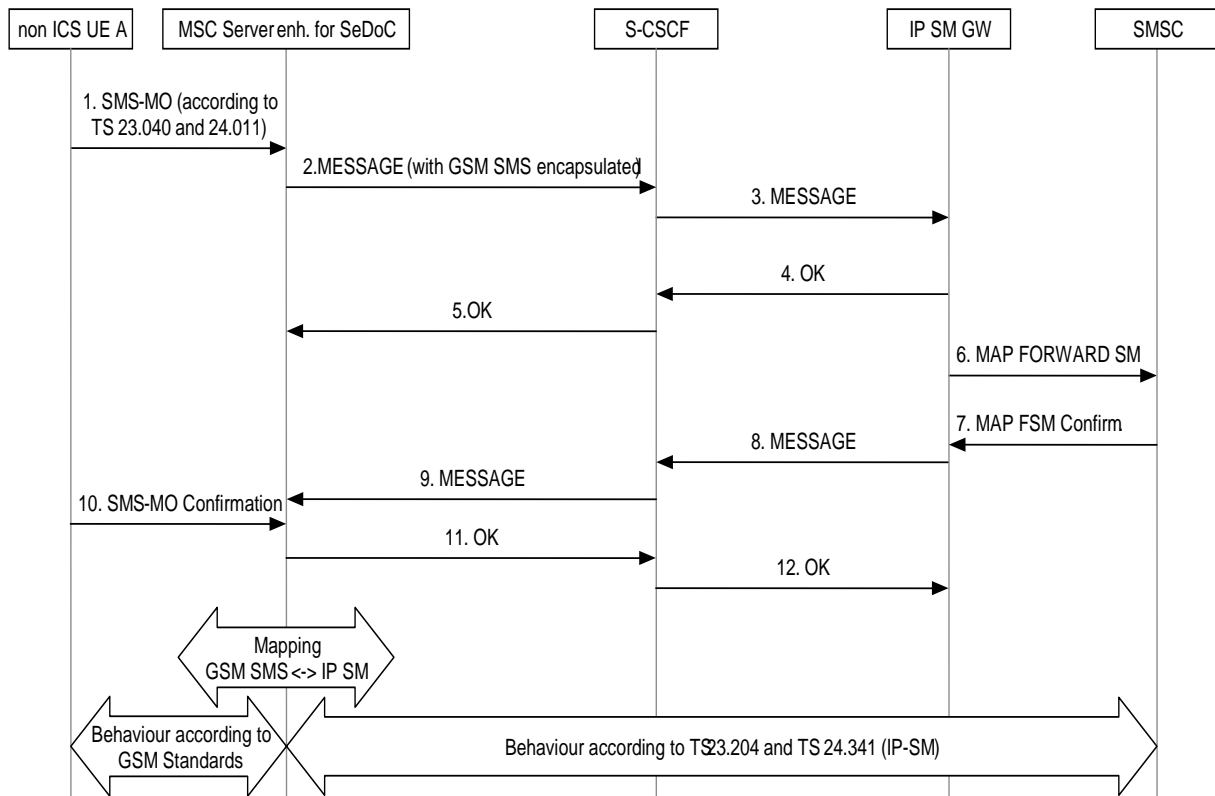 non ICS UE A
MSC Server enh. for SeDoC
S-CSCF
IP SM GW
SMSC
1. SMS-MO (according to
TS 23.040 and 24.011)
2.MESSAGE (with GSM SMS encapsulated)
3. MESSAGE
4. OK
5.OK
6. MAP FORWARD SM
7. MAP FSM Confirm.
8. MESSAGE
9. MESSAGE
10. SMS-MO Confirmation
11. OK
12. OK
Mapping
GSM SMS <-> IP SM
Behaviour according to
GSM Standards
Behaviour according to TS 23.204 and TS 24.341 (IP-SM)